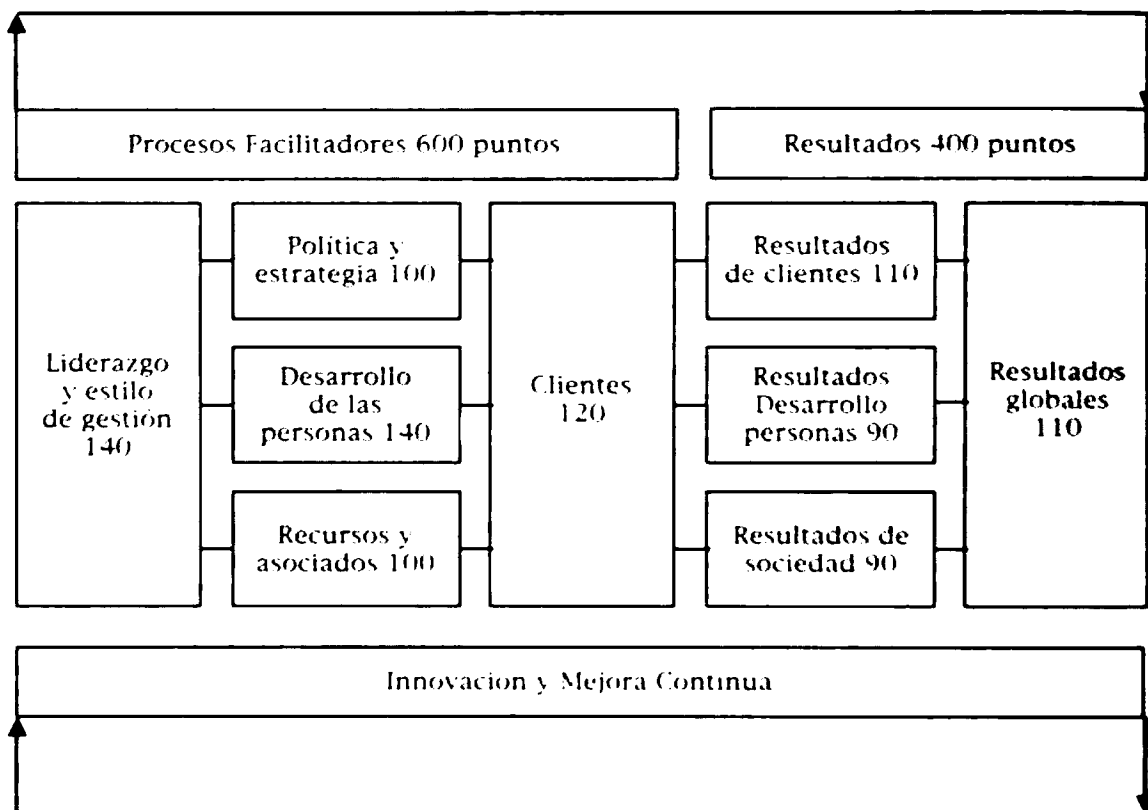 Procesos Facilitadores 600 puntos
Resultados 400 puntos
Liderazgo
y estilo
de gestión
140
Política y
estrategia 100
Desarrollo
de las
personas 140
Recursos y
asociados 100
Clientes
120
Resultados
de clientes 110
Resultados
Desarrollo
personas 90
Resultados de
sociedad 90
Resultados
globales
110
Innovacion y Mejora Continua